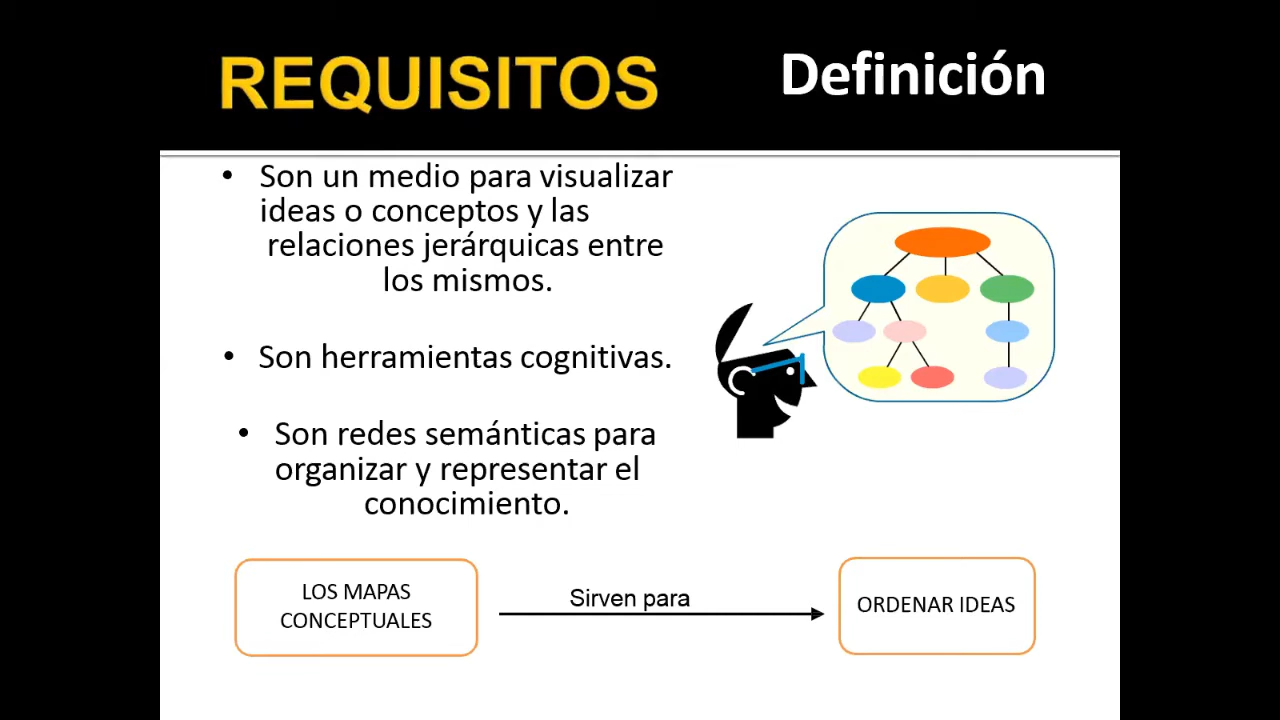 REQUISITOS
Definición
• Son un medio para visualizar
ideas o conceptos y las
relaciones jerárquicas entre
los mismos.
• Son herramientas cognitivas.
• Son redes semánticas para
organizar y representar el
conocimiento.
LOS MAPAS
CONCEPTUALES
Sirven para
ORDENAR IDEAS